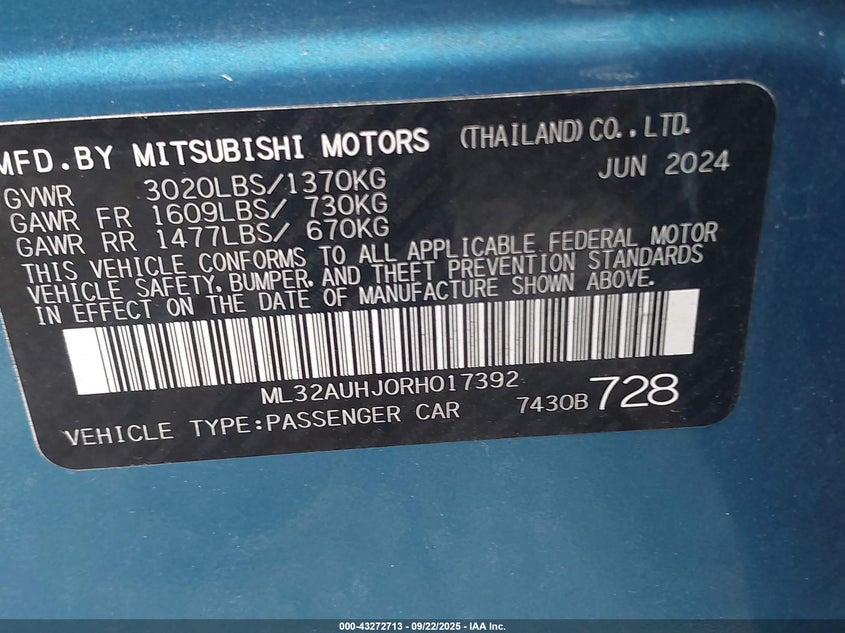 MFD.BY MITSUBISHI MOTORS (THAILAND) CO.,LTD.
JUN 2024
GVWR 3020LBS/1370KG
GAWR FR 1609LBS/ 730KG
GAWR RR 1477LBS/ 670KG
THIS VEHICLE CONFORMS TO ALL APPLICABLE FEDERAL MOTOR
VEHICLE SAFETY, BUMPER, AND THEFT PREVENTION STANDARDS
IN EFFECT ON THE DATE OF MANUFACTURE SHOWN ABOVE.
ML32AUHJ0RH017392
VEHICLE TYPE:PASSENGER CAR 7430B 728
000-43272713 - 09/22/2025 - IAA Inc.